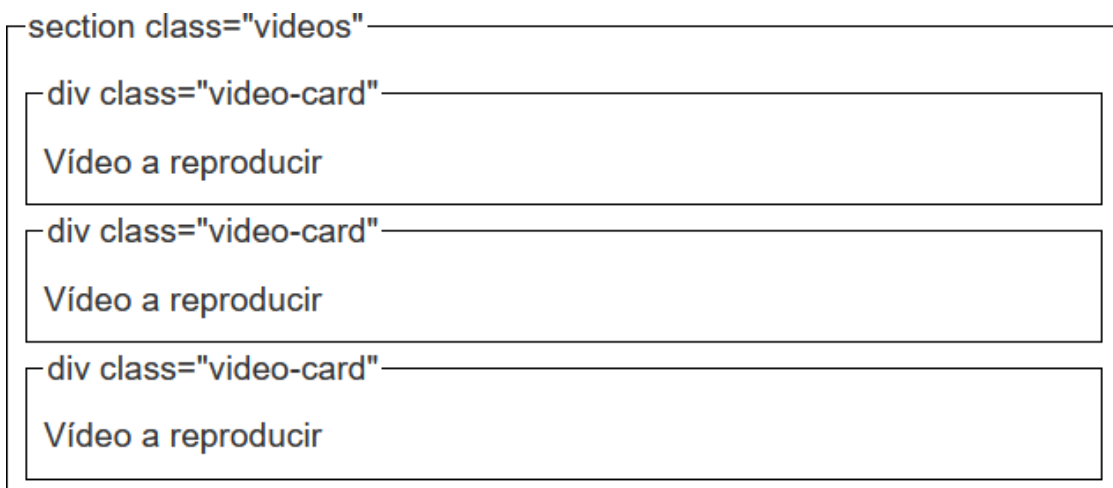 section class="videos"
div class="video-card"
Vídeo a reproducir
div class="video-card"
Vídeo a reproducir
div class="video-card"
Vídeo a reproducir